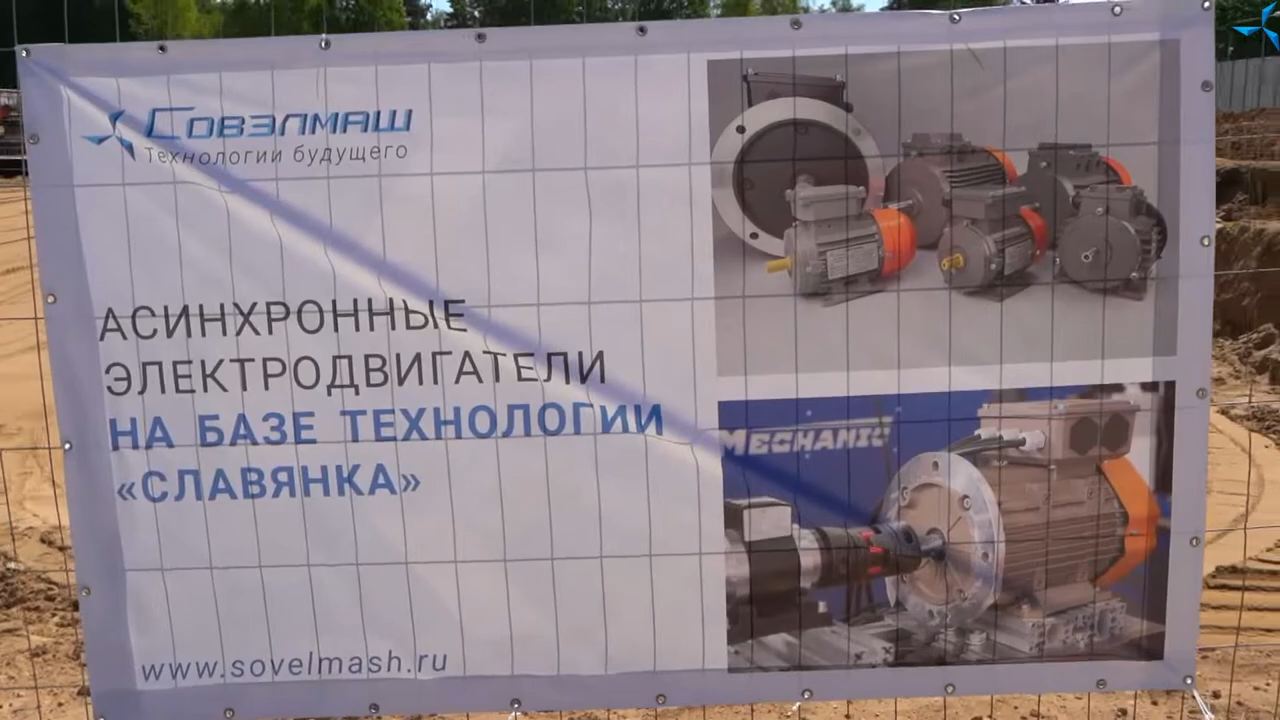 СОВЭЛМАШ
Технологии будущего
АСИНХРОННЫЕ
ЭЛЕКТРОДВИГАТЕЛИ
НА БАЗЕ ТЕХНОЛОГИИ
«СЛАВЯНКА»
www.sovelmash.ru
MECHANIC